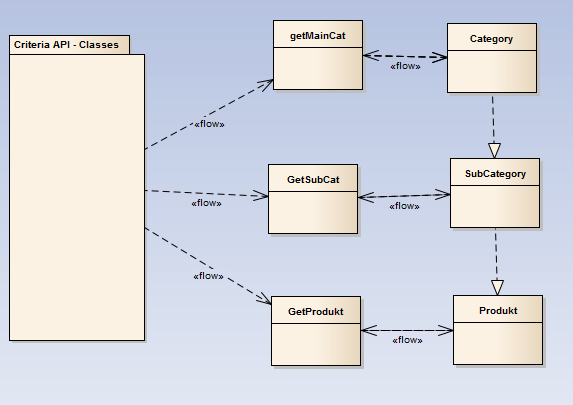 Criteria API - Classes
getMainCat
Category
«flow»
«flow»
GetSubCat
SubCategory
«flow»
«flow»
GetProdukt
Produkt
«flow»
«flow»